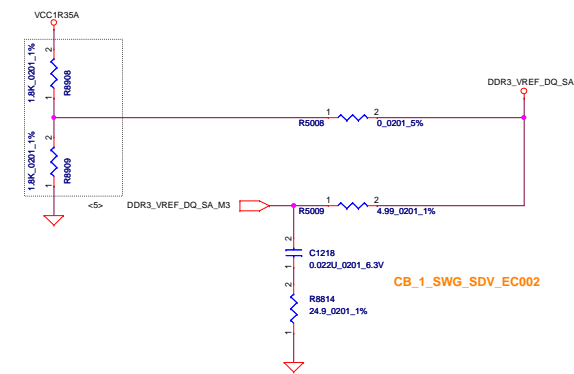 VCC1R35A
2
1.8K_0201_1%
R8908
1
DDR3_VREF_DQ_SA
1
2
R5008
0_0201_5%
2
1.8K_0201_1%
R8909
1
<5>
DDR3_VREF_DQ_SA_M3
1
2
R5009
4.99_0201_1%
2
C1218
1
0.022U_0201_6.3V
CB_1_SWG_SDV_EC002
2
R8814
24.9_0201_1%
1